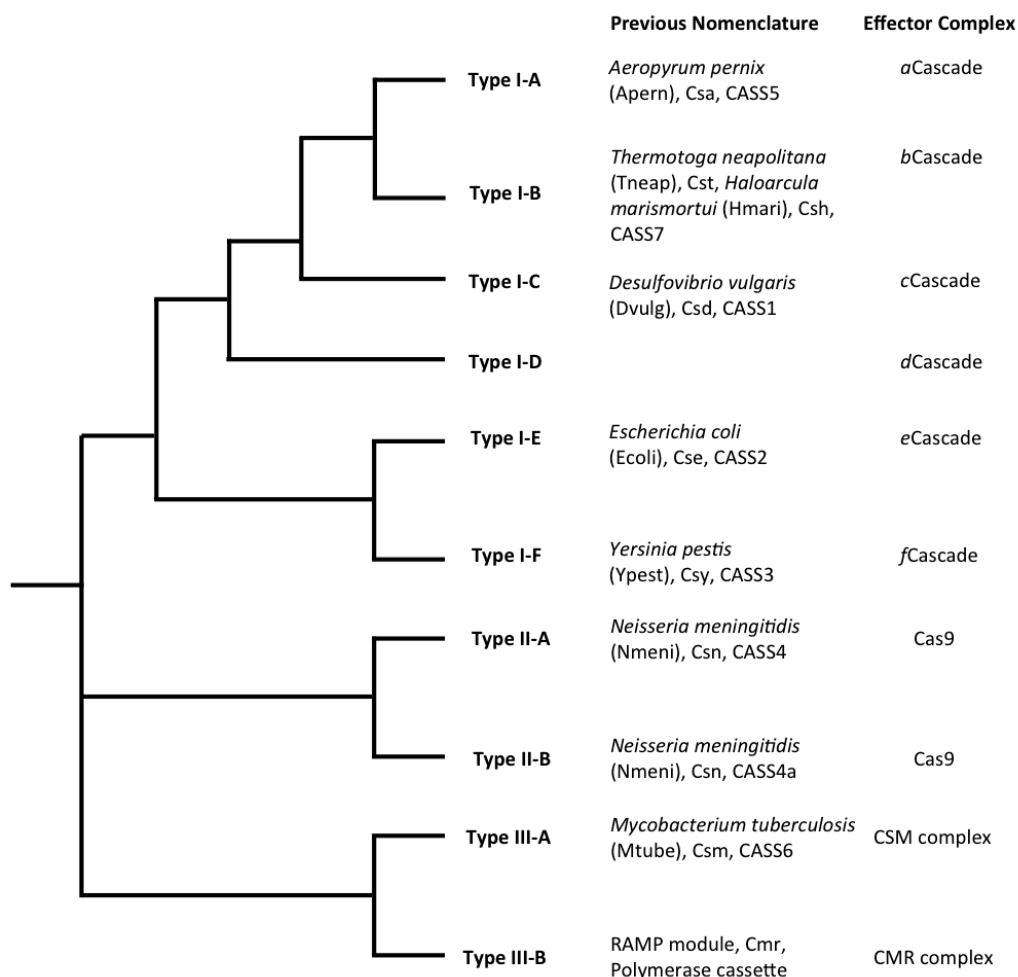 Previous Nomenclature Effector Complex
Type I-A Aeropyrum pernix aCascade
(Apern), Csa, CASS5
Thermotoga neapolitana bCascade
(Tneap), Cst, Haloarcula
Type I-B marismortui (Hmari), Csh,
CASS7
Type I-C Desulfovibrio vulgaris cCascade
(Dvulg), Csd, CASS1
Type I-D dCascade
Type I-E Escherichia coli eCascade
(Ecoli), Cse, CASS2
Type I-F Yersinia pestis fCascade
(Ypest), Csy, CASS3
Type II-A Neisseria meningitidis Cas9
(Nmeni), Csn, CASS4
Type II-B Neisseria meningitidis Cas9
(Nmeni), Csn, CASS4a
Type III-A Mycobacterium tuberculosis CSM complex
(Mtube), Csm, CASS6
Type III-B RAMP module, Cmr, CMR complex
Polymerase cassette